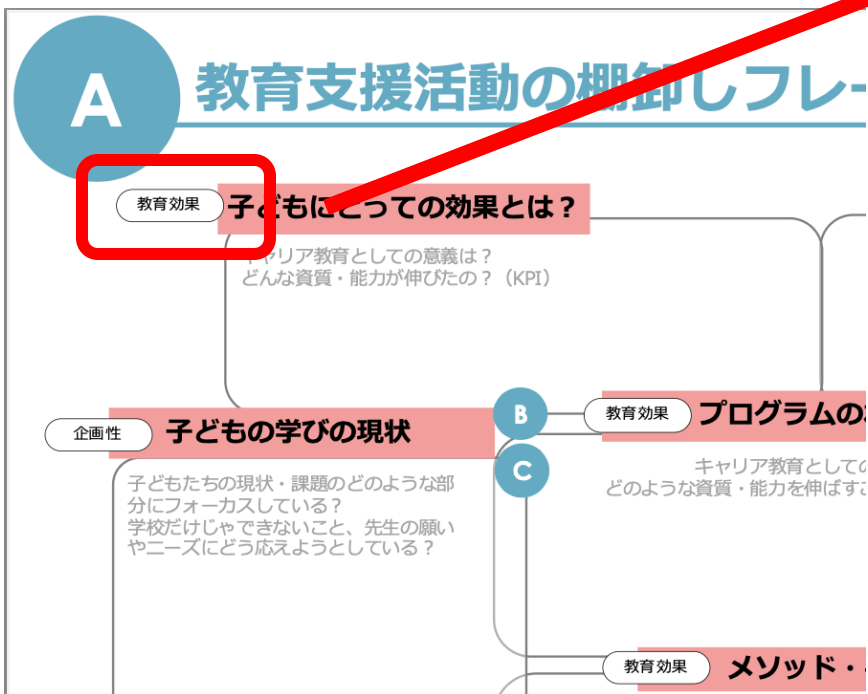 A
教育支援活動の棚卸しフレー
教育効果
子どもにとっての効果とは？
キャリア教育としての意義は？
どんな資質・能力が伸びたの？（KPI）
企画性
子どもの学びの現状
子どもたちの現状・課題のどのような部
分にフォーカスしている？
学校だけじゃできないこと、先生の願い
やニーズにどう応えようとしている？
B
C
教育効果
プログラムの
キャリア教育としての
どのような資質・能力を伸ばすこ
教育効果
メソッド・